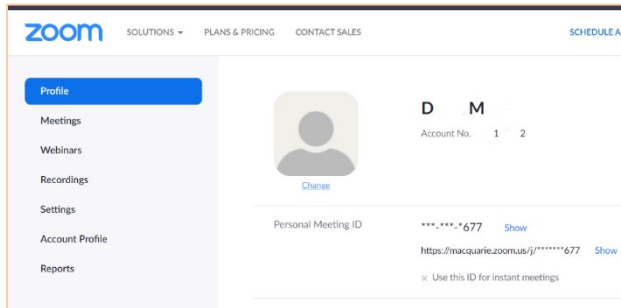 zoom SOLUTIONS PLANS & PRICING CONTACT SALES SCHEDULE A
Profile
Meetings
Webinars
Recordings
Settings
Account Profile
Reports
D M
Account No. 1 2
Change
Personal Meeting ID ***-***-*677 Show
https://macquarie.zoom.us/j/*******677 Show
× Use this ID for instant meetings